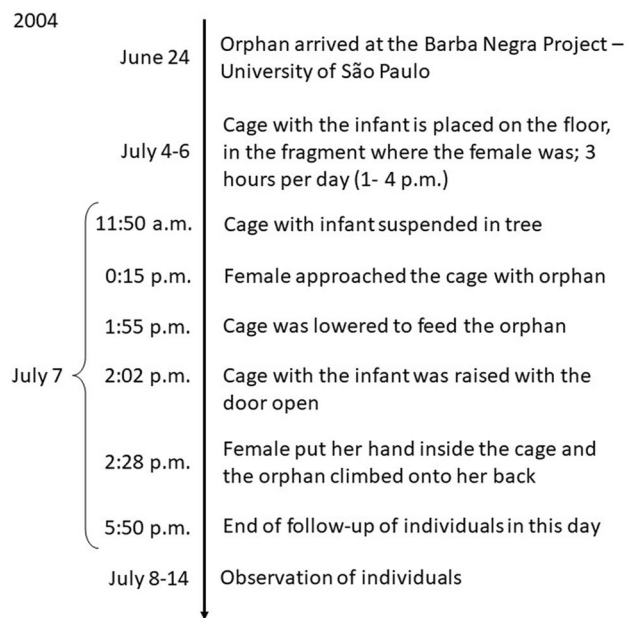 2004
June 24
Orphan arrived at the Barba Negra Project –
University of São Paulo
July 4-6
Cage with the infant is placed on the floor,
in the fragment where the female was; 3
hours per day (1- 4 p.m.)
July 7
11:50 a.m.
Cage with infant suspended in tree
0:15 p.m.
Female approached the cage with orphan
1:55 p.m.
Cage was lowered to feed the orphan
2:02 p.m.
Cage with the infant was raised with the
door open
2:28 p.m.
Female put her hand inside the cage and
the orphan climbed onto her back
5:50 p.m.
End of follow-up of individuals in this day
July 8-14
Observation of individuals